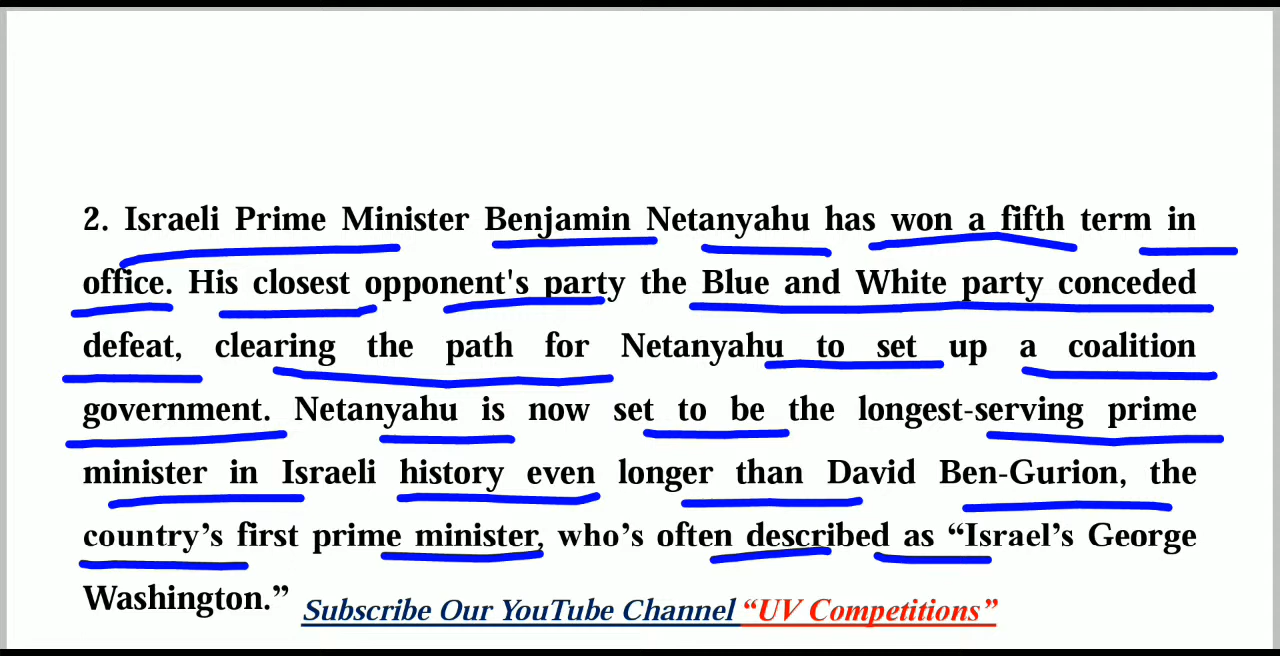 2. Israeli Prime Minister Benjamin Netanyahu has won a fifth term in
office. His closest opponent's party the Blue and White party conceded
defeat, clearing the path for Netanyahu to set up a coalition
government. Netanyahu is now set to be the longest-serving prime
minister in Israeli history even longer than David Ben-Gurion, the
country’s first prime minister, who’s often described as “Israel’s George
Washington.”
Subscribe Our YouTube Channel “UV Competitions”